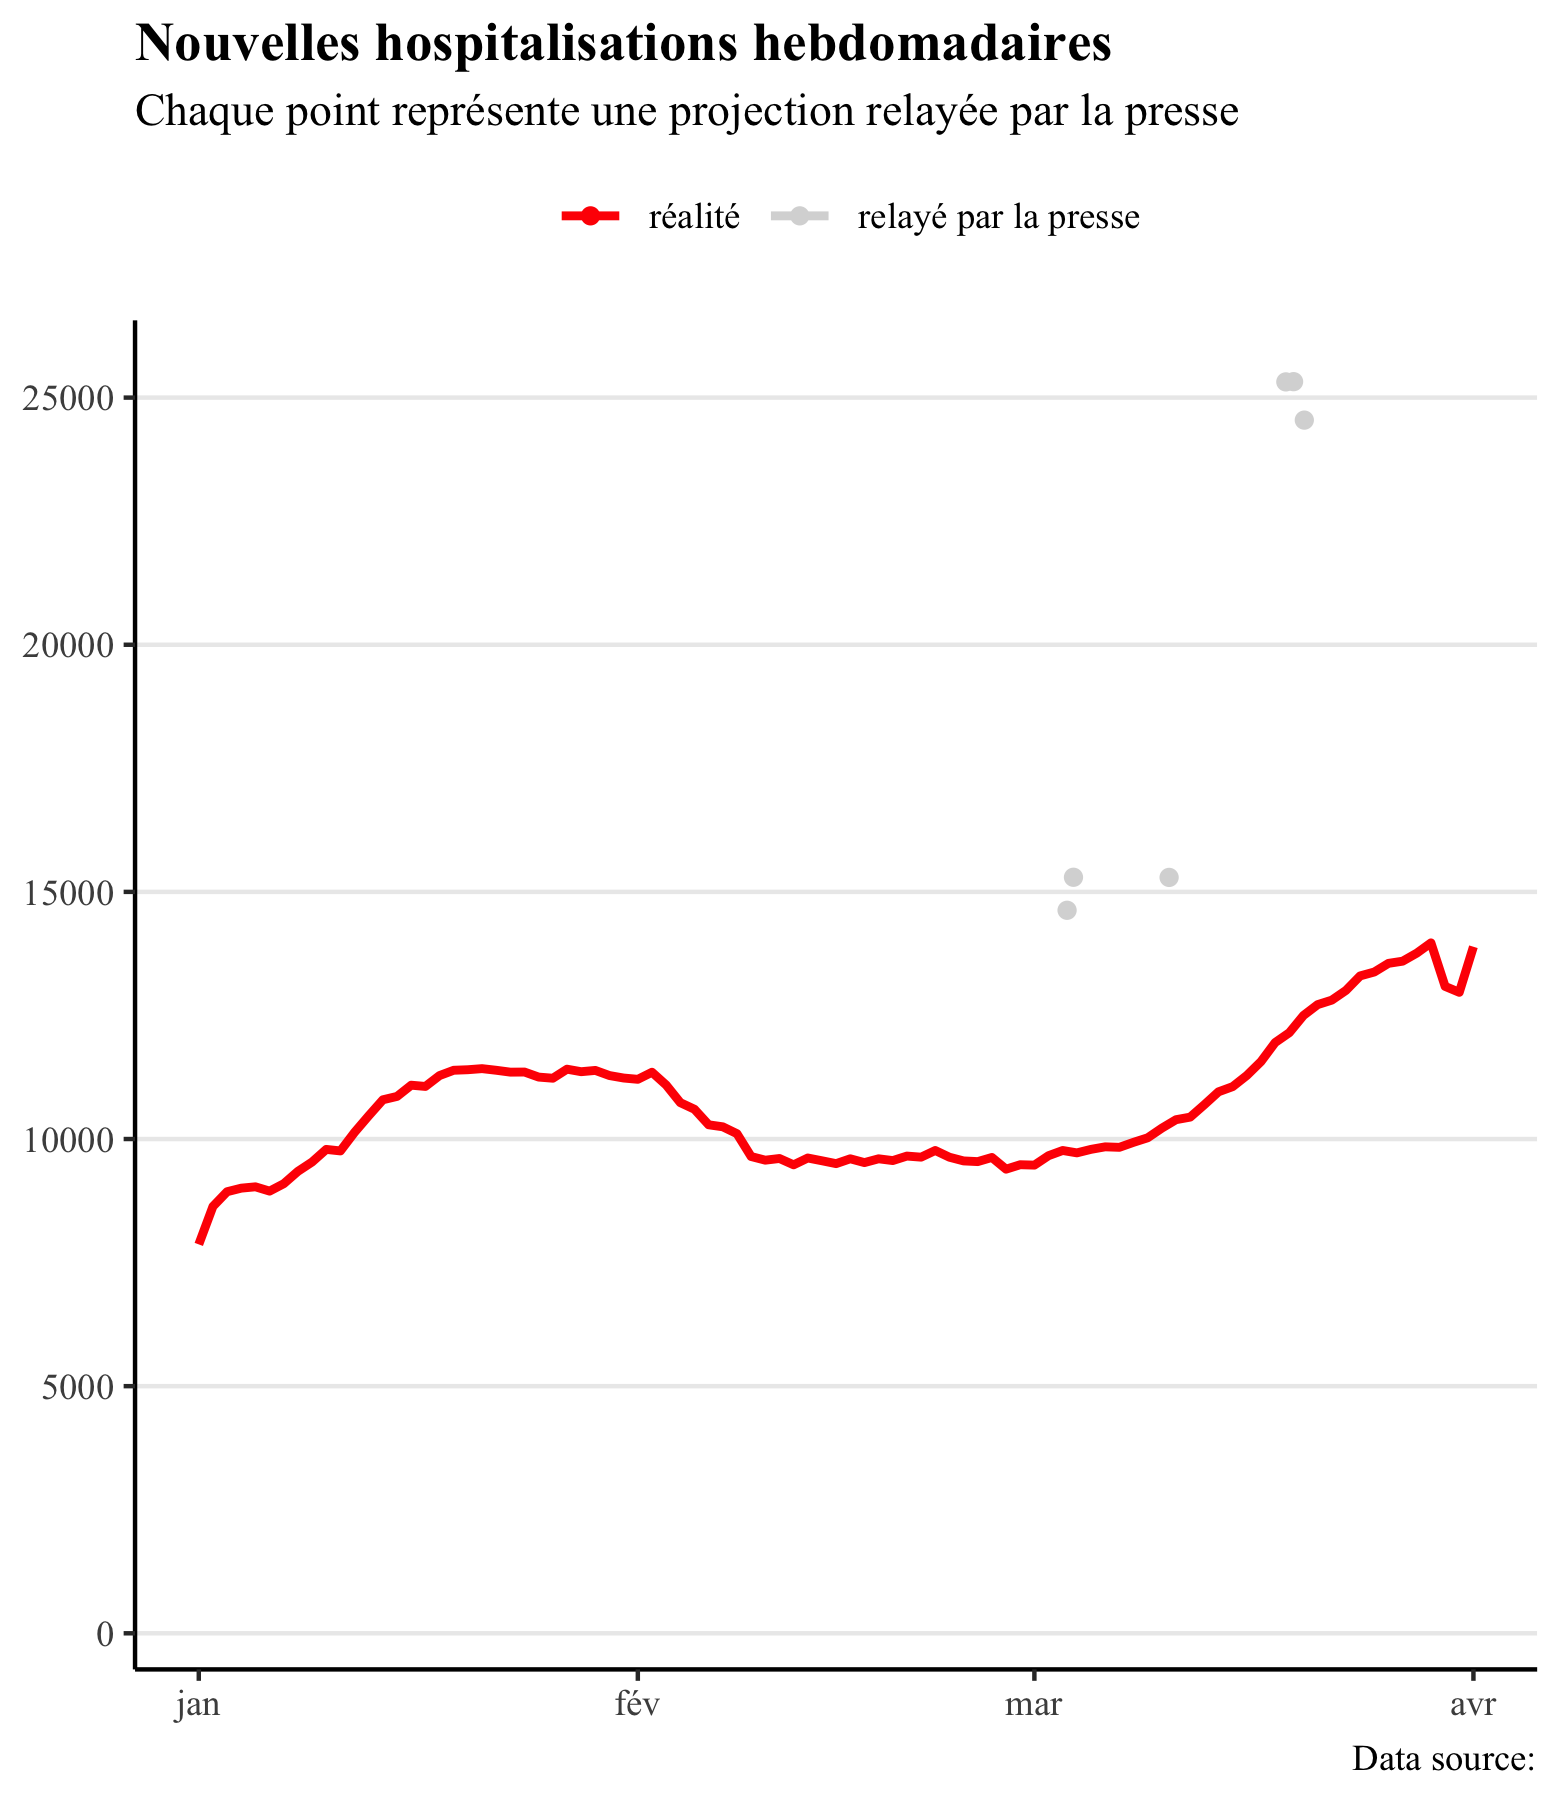 Nouvelles hospitalisations hebdomadaires
Chaque point représente une projection relayée par la presse
réalité relayé par la presse
25000
20000
15000
10000
5000
0
jan fév mar avr
Data source: